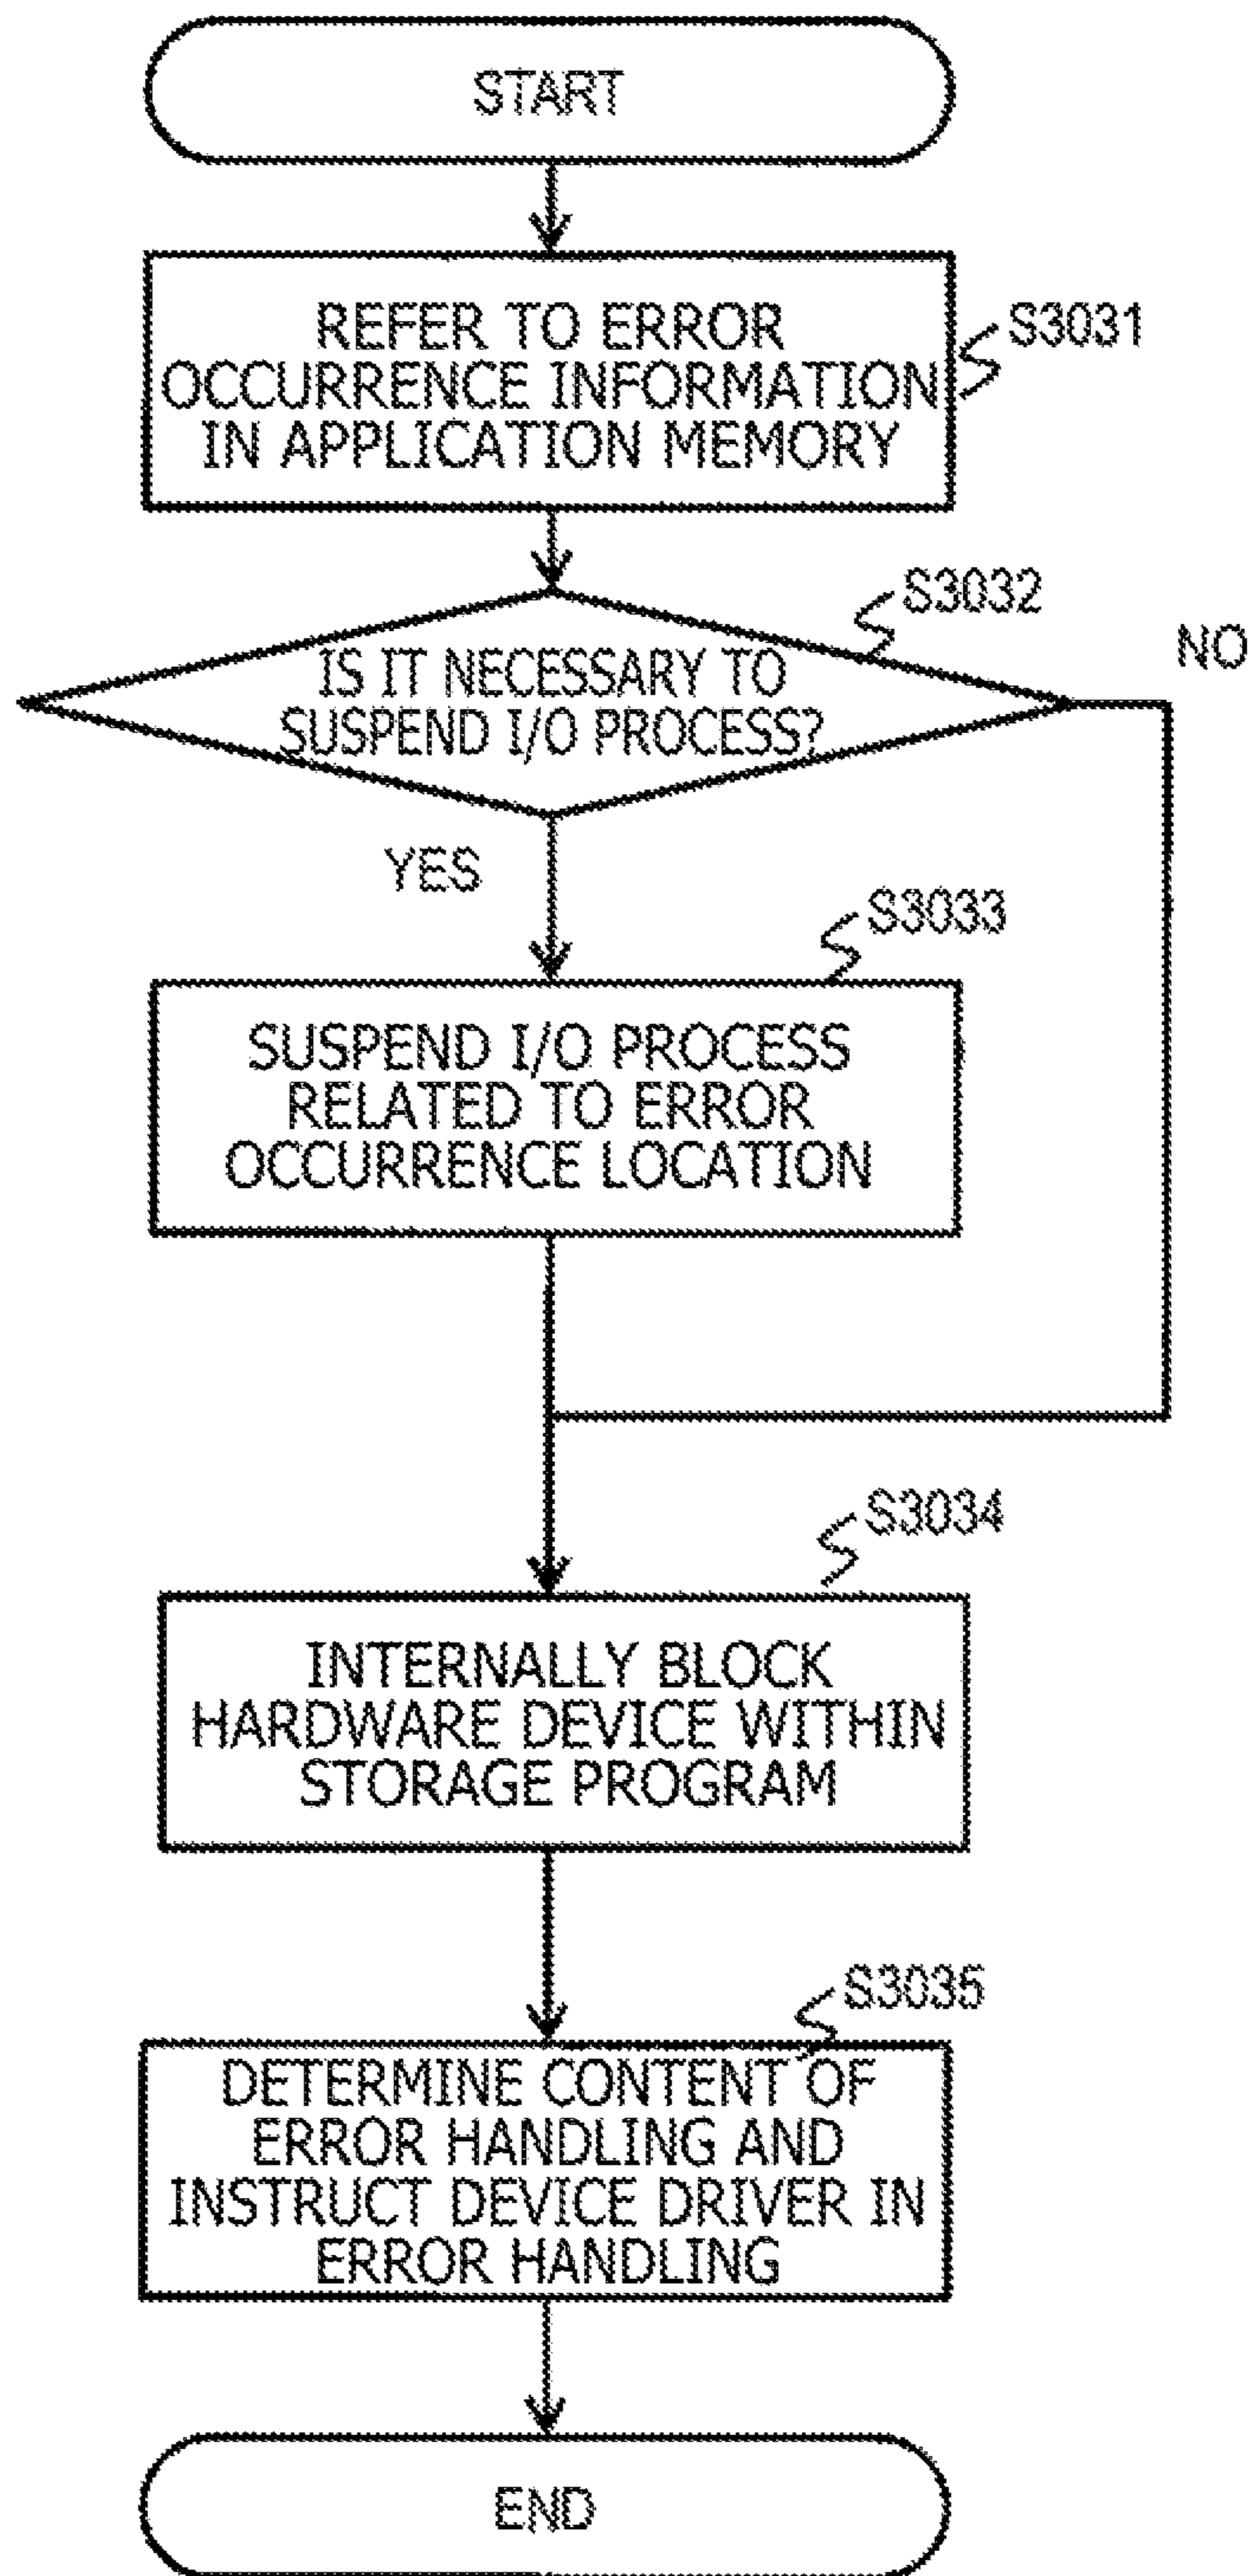 START
REFER TO ERROR
OCCURRENCE INFORMATION
IN APPLICATION MEMORY
S3031
S3032
NO
IS IT NECESSARY TO
SUSPEND I/O PROCESS?
YES
S3033
SUSPEND I/O PROCESS
RELATED TO ERROR
OCCURRENCE LOCATION
S3034
INTERNALLY BLOCK
HARDWARE DEVICE WITHIN
STORAGE PROGRAM
S3035
DETERMINE CONTENT OF
ERROR HANDLING AND
INSTRUCT DEVICE DRIVER IN
ERROR HANDLING
END